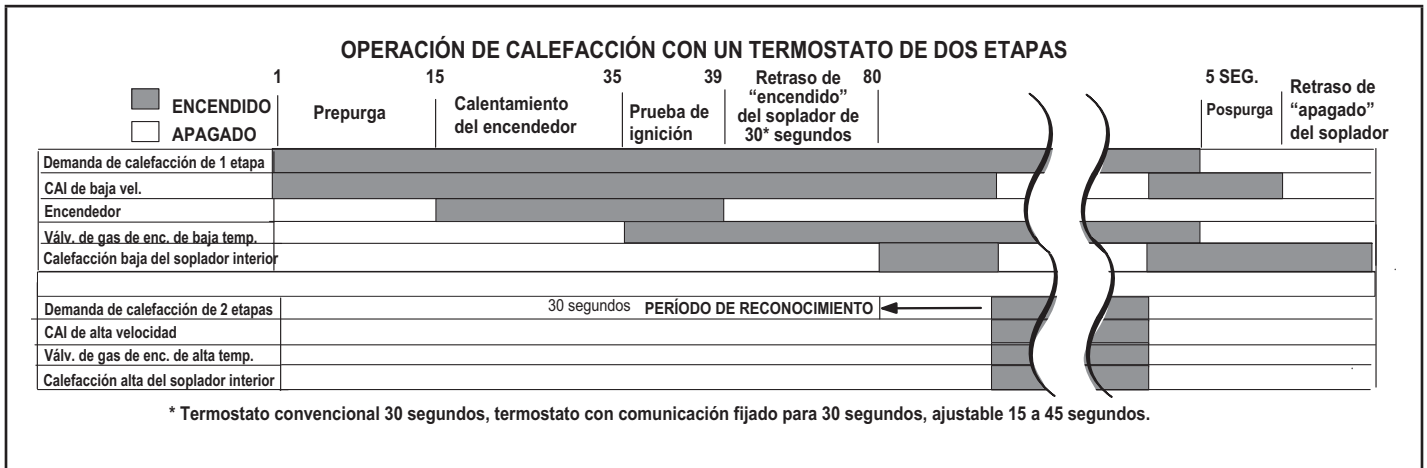 OPERACIÓN DE CALEFACCIÓN CON UN TERMOSTATO DE DOS ETAPAS
1 15 35 39 80 5 SEG.
ENCENDIDO
APAGADO
Prepurga
Calentamiento
del encendedor
Prueba de
ignición
Retraso de
“encendido”
del soplador de
30* segundos
Pospurga
Retraso de
“apagado”
del soplador
Demanda de calefacción de 1 etapa
CAI de baja vel.
Encendedor
Válv. de gas de enc. de baja temp.
Calefacción baja del soplador interior
Demanda de calefacción de 2 etapas
30 segundos PERÍODO DE RECONOCIMIENTO
CAI de alta velocidad
Válv. de gas de enc. de alta temp.
Calefacción alta del soplador interior
* Termostato convencional 30 segundos, termostato con comunicación fijado para 30 segundos, ajustable 15 a 45 segundos.